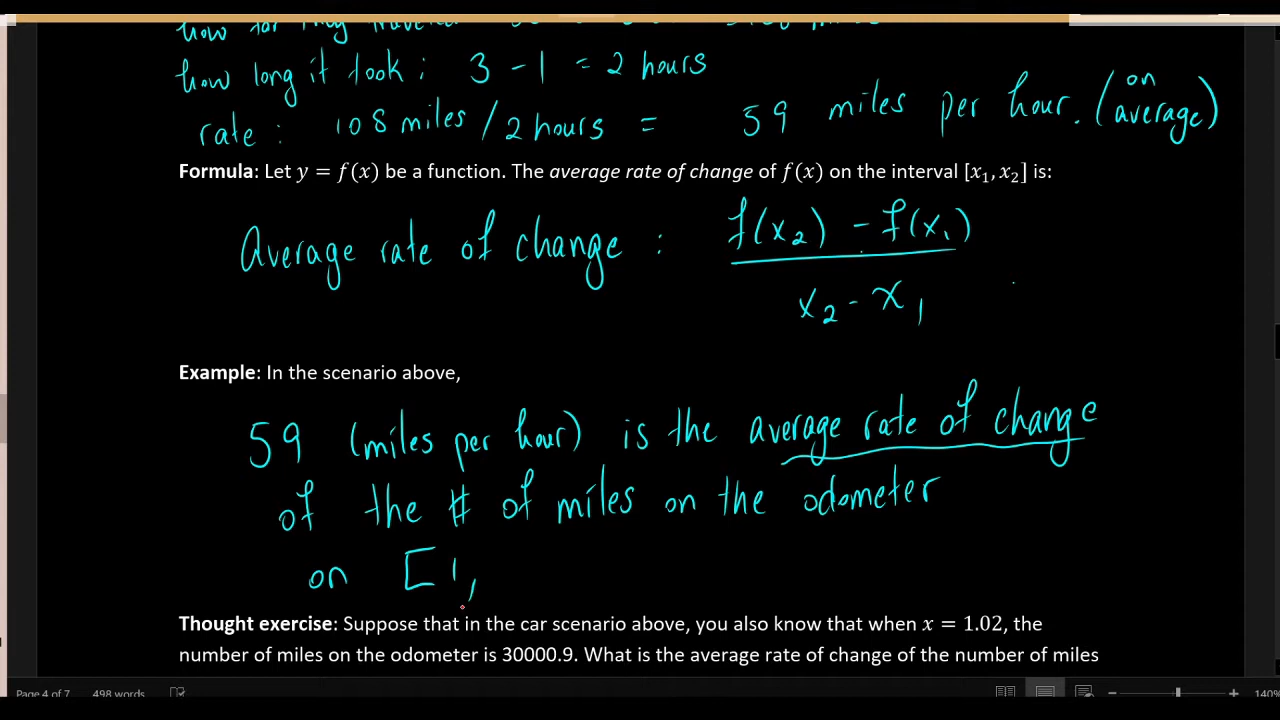 how long it took : 3 - 1 = 2 hours
rate : 108 miles / 2 hours = 59 miles per hour. (on average)
Formula: Let y = f(x) be a function. The average rate of change of f(x) on the interval [x₁, x₂] is:
Average rate of change : f(x₂) - f(x₁)
x₂ - x₁
Example: In the scenario above,
59 (miles per hour) is the average rate of change
of the # of miles on the odometer
on [1,
Thought exercise: Suppose that in the car scenario above, you also know that when x = 1.02, the
number of miles on the odometer is 30000.9. What is the average rate of change of the number of miles
Page 4 of 7 498 words 140%